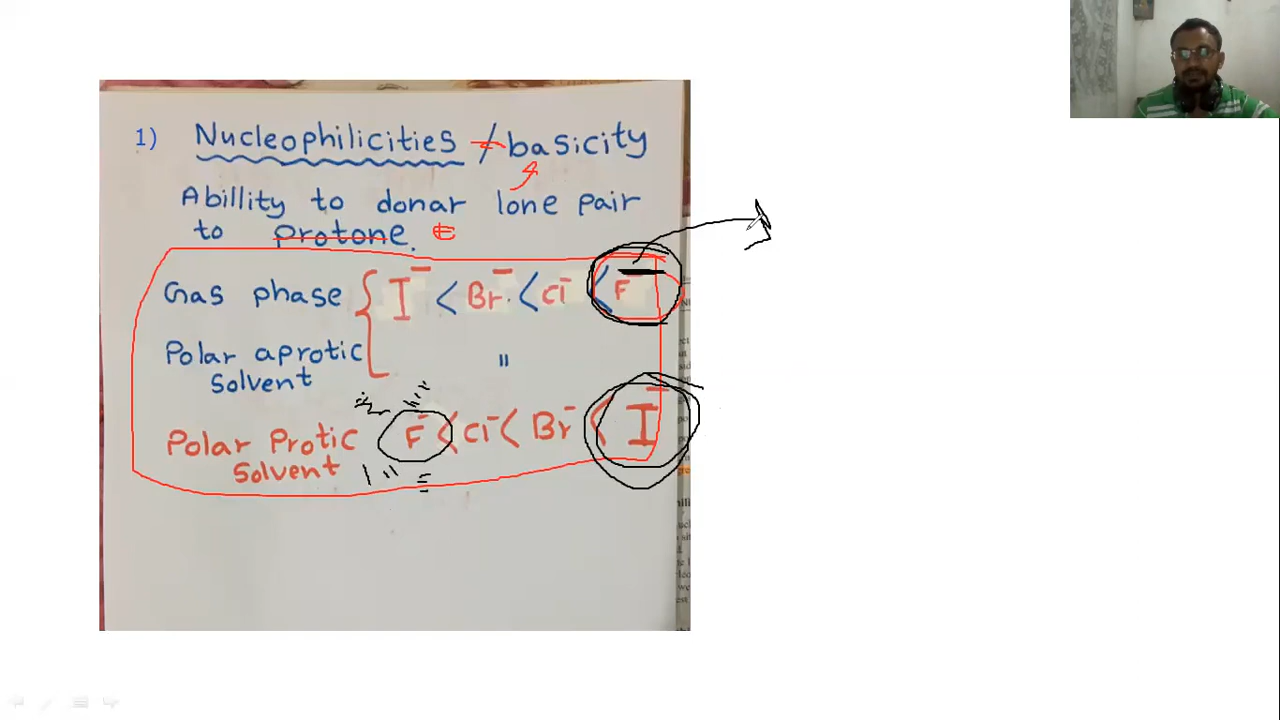 1) Nucleophilicities ≠ basicity
Abillity to donar lone pair
to protone. E
Gas phase { I⁻ < Br⁻ < Cl⁻ < F⁻
Polar aprotic "
Solvent
Polar Protic F⁻ < Cl⁻ < Br⁻ < I⁻
Solvent